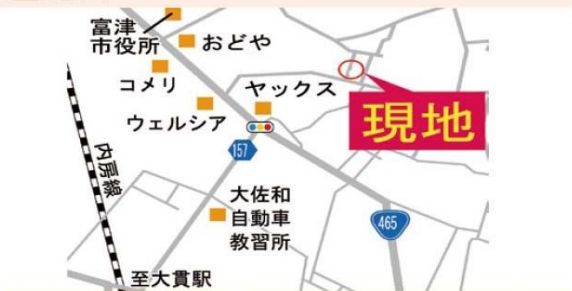 富津
市役所
おどや
コメリ
ヤックス
ウェルシア
現地
157
内房線
大佐和
自動車
教習所
465
至大貫駅